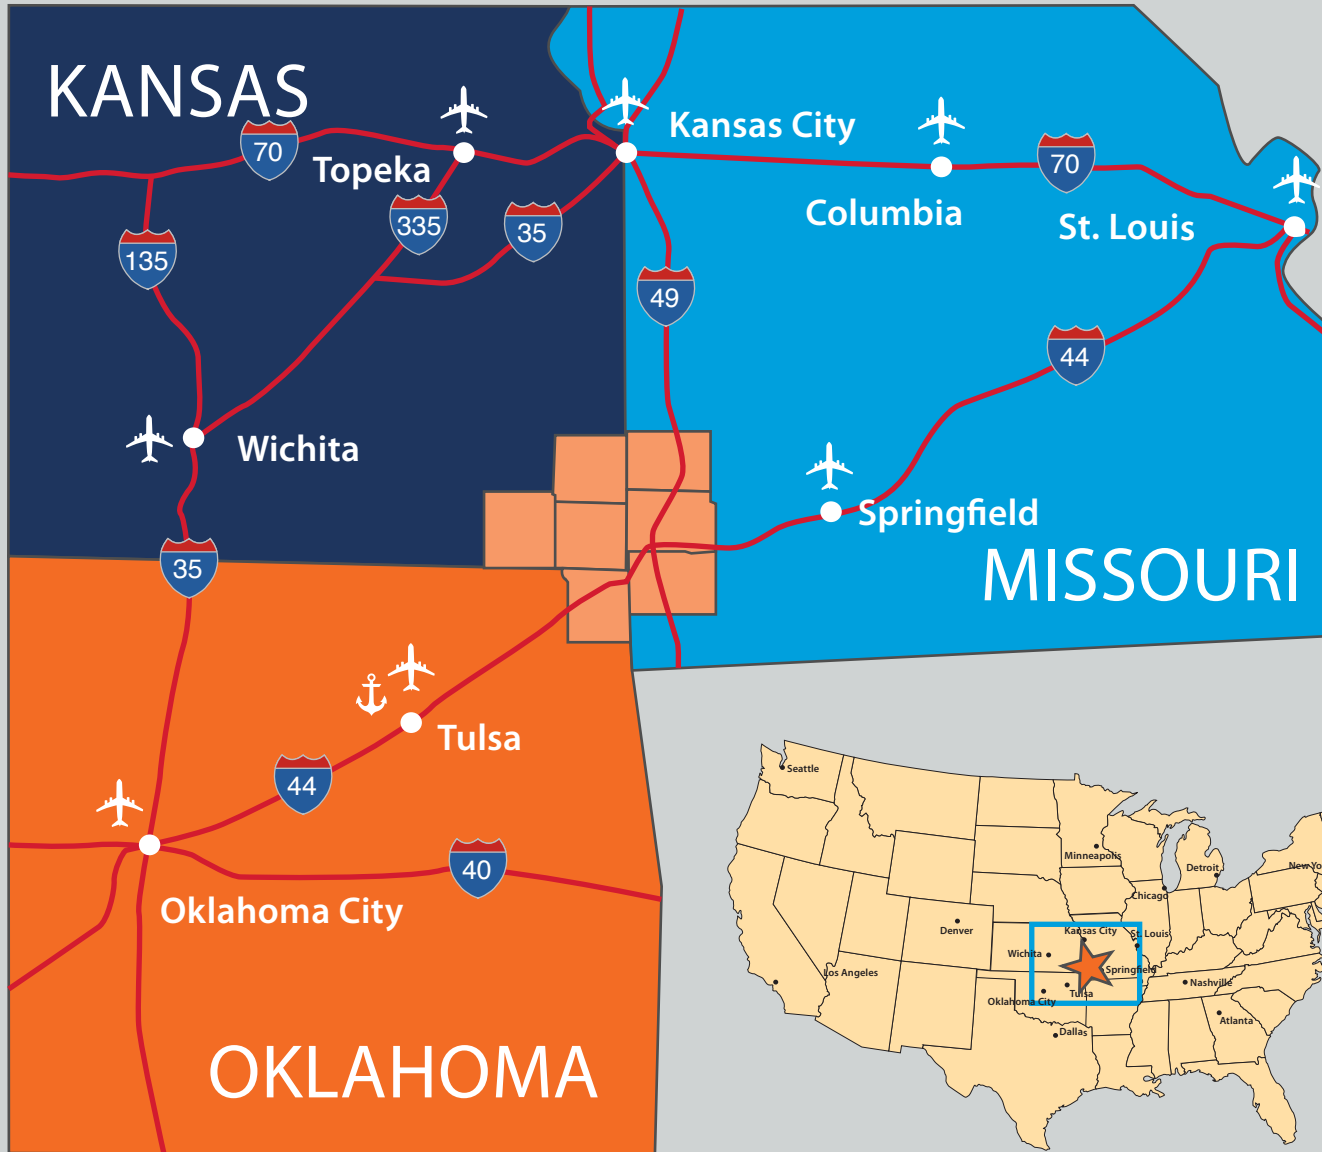 KANSAS
70
Topeka
335
35
135
Kansas City
Columbia
70
St. Louis
49
44
Wichita
Springfield
MISSOURI
35
Tulsa
44
40
Oklahoma City
OKLAHOMA
Seattle
Minneapolis
Detroit
New Yo
Chicago
Denver
Kansas City
St. Louis
Wichita
Springfield
Los Angeles
Nashville
Tulsa
Oklahoma City
Atlanta
Dallas